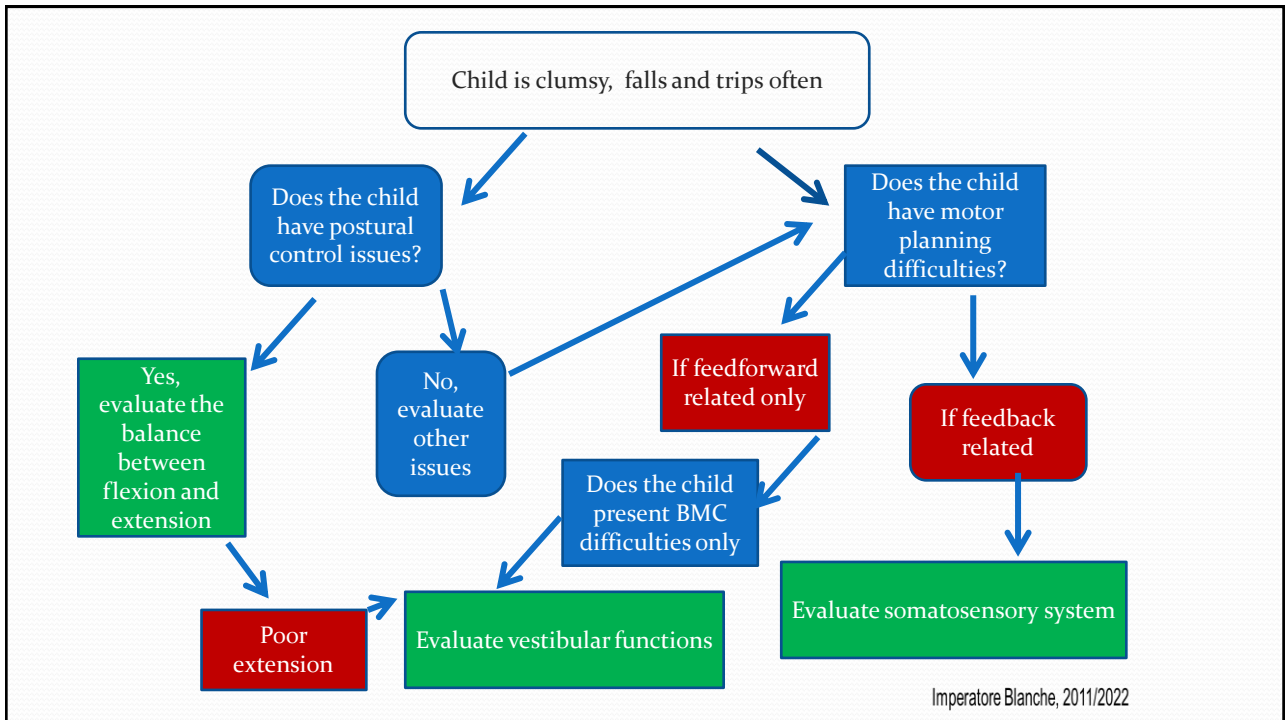 Child is clumsy, falls and trips often
Does the child
have postural
control issues?
Does the child
have motor
planning
difficulties?
Yes,
evaluate the
balance
between
flexion and
extension
No,
evaluate
other
issues
If feedforward
related only
If feedback
related
Does the child
present BMC
difficulties only
Poor
extension
Evaluate vestibular functions
Evaluate somatosensory system
Imperatore Blanche, 2011/2022